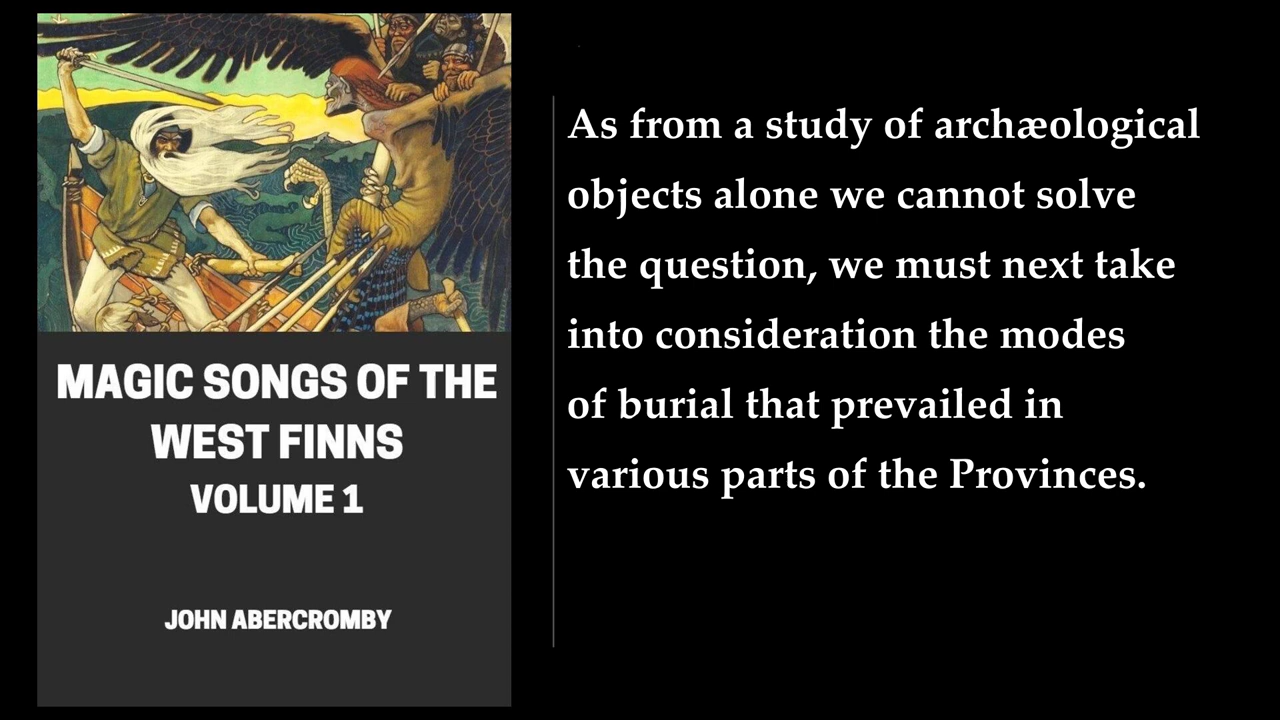 MAGIC SONGS OF THE
WEST FINNS
VOLUME 1
JOHN ABERCROMBY
As from a study of archæological
objects alone we cannot solve
the question, we must next take
into consideration the modes
of burial that prevailed in
various parts of the Provinces.